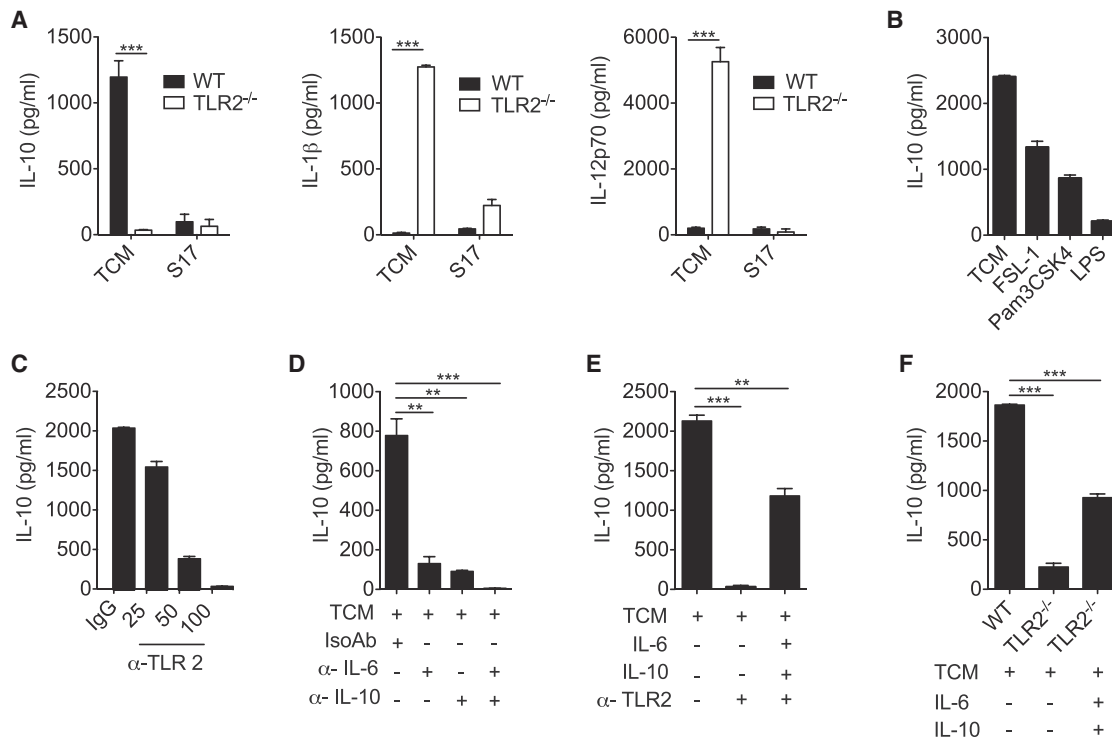 A
IL-10 (pg/ml)
1500
1000
500
0
***
WT
TLR2-/-
TCM
S17
IL-1β (pg/ml)
1500
1000
500
0
***
WT
TLR2-/-
TCM
S17
IL-12p70 (pg/ml)
6000
4000
2000
0
***
WT
TLR2-/-
TCM
S17
B
IL-10 (pg/ml)
3000
2000
1000
0
TCM
FSL-1
Pam3CSK4
LPS
C
IL-10 (pg/ml)
2500
2000
1500
1000
500
0
IgG
25
50
100
α-TLR 2
D
IL-10 (pg/ml)
1000
800
600
400
200
0
***
**
**
TCM + + + +
IsoAb + - - -
α- IL-6 - + - +
α- IL-10 - - + +
E
IL-10 (pg/ml)
2500
2000
1500
1000
500
0
**
***
TCM + + +
IL-6 - - +
IL-10 - - +
α- TLR2 - + +
F
IL-10 (pg/ml)
2000
1500
1000
500
0
***
***
WT
TLR2-/-
TLR2-/-
TCM + + +
IL-6 - - +
IL-10 - - +